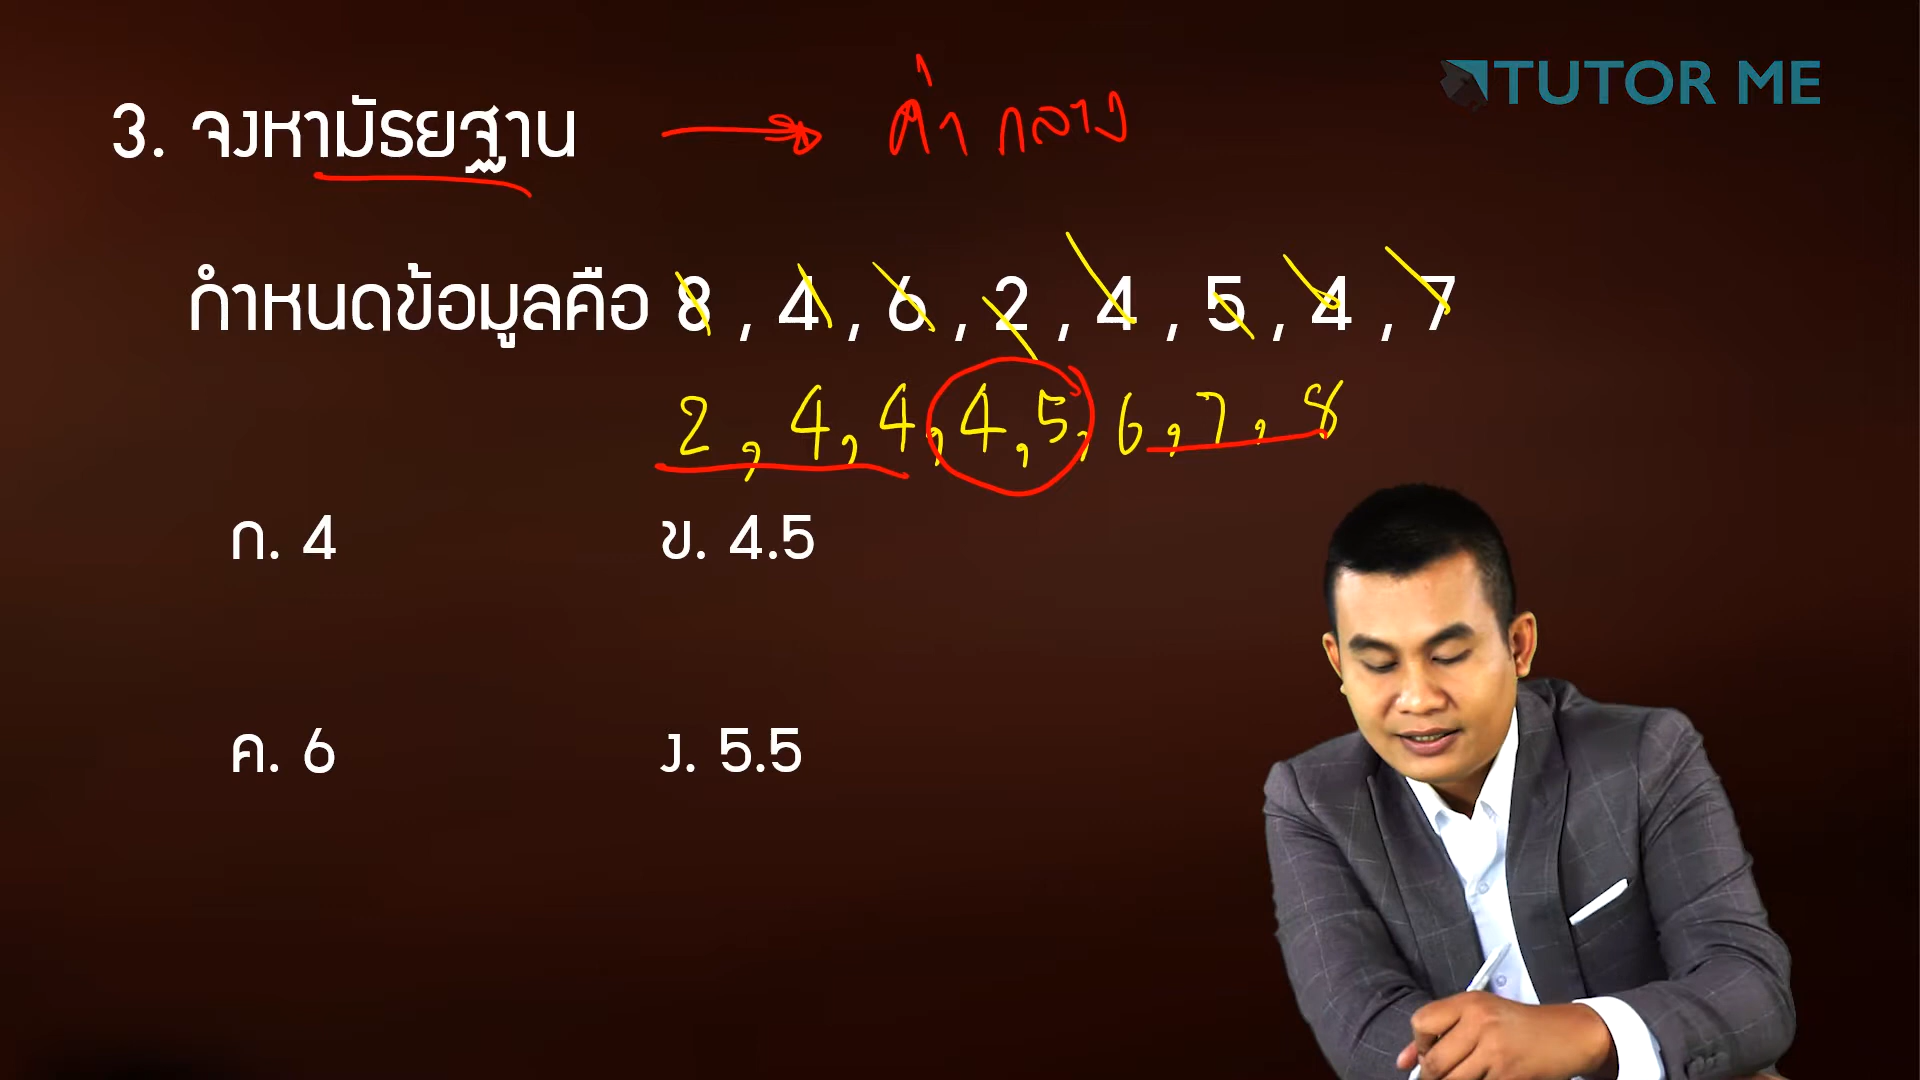 TUTOR ME
3. จงหามัธยฐาน
ค่ากลาง
กำหนดข้อมูลคือ 8 , 4 , 6 , 2 , 4 , 5 , 4 , 7
2 , 4 , 4 , 4 , 5 , 6 , 7 , 8
ก. 4
ข. 4.5
ค. 6
ง. 5.5